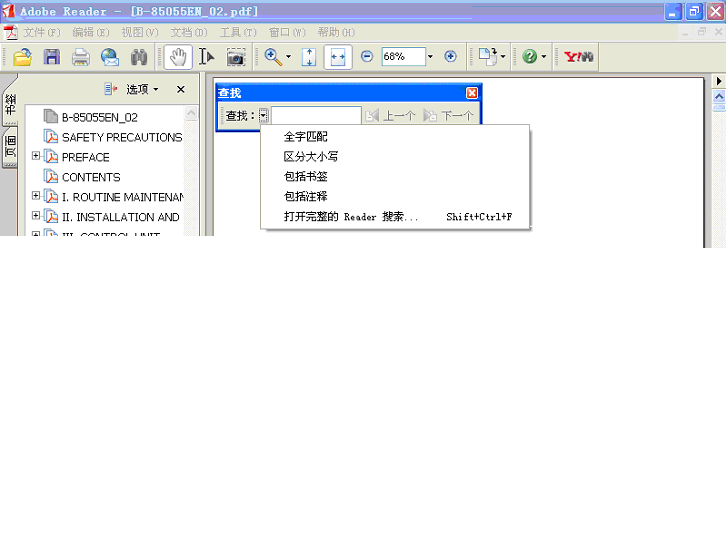 Adobe Reader - [B-85055EN_02.pdf]
文件(F) 编辑(E) 视图(V) 文档(D) 工具(T) 窗口(W) 帮助(H)
68%
Y!
书签
选项
查找
B-85055EN_02
查找： 上一个 下一个
SAFETY PRECAUTIONS
全字匹配
PREFACE
区分大小写
页面
CONTENTS
包括书签
I. ROUTINE MAINTENAN
包括注释
II. INSTALLATION AND
打开完整的 Reader 搜索... Shift+Ctrl+F
III. CONTROL UNIT